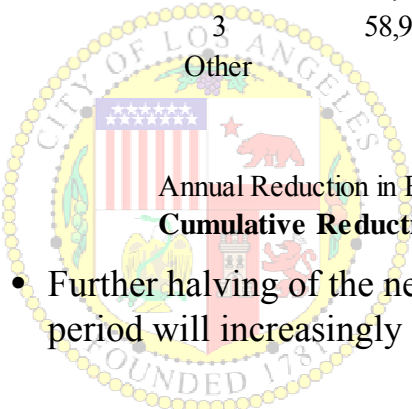 3 58,9
Other
CITY OF LOS ANGELES
Annual Reduction in
Cumulative Reducti
• Further halving of the ne
period will increasingly
FOUNDED 1781